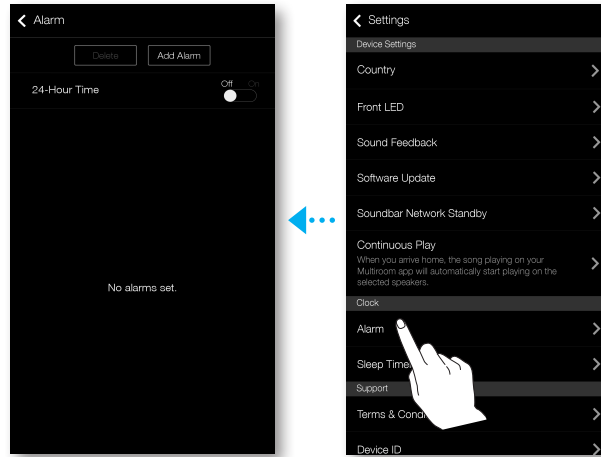 Alarm
Delete
Add Alarm
24-Hour Time
Off On
No alarms set.
Settings
Device Settings
Country
Front LED
Sound Feedback
Software Update
Soundbar Network Standby
Continuous Play
When you arrive home, the song playing on your
Multiroom app will automatically start playing on the
selected speakers.
Clock
Alarm
Sleep Time
Support
Terms & Cond
Device ID